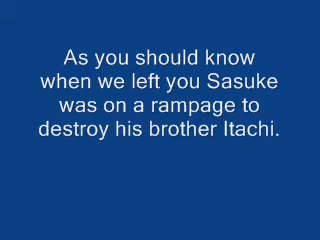 As you should know
when we left you Sasuke
was on a rampage to
destroy his brother Itachi.